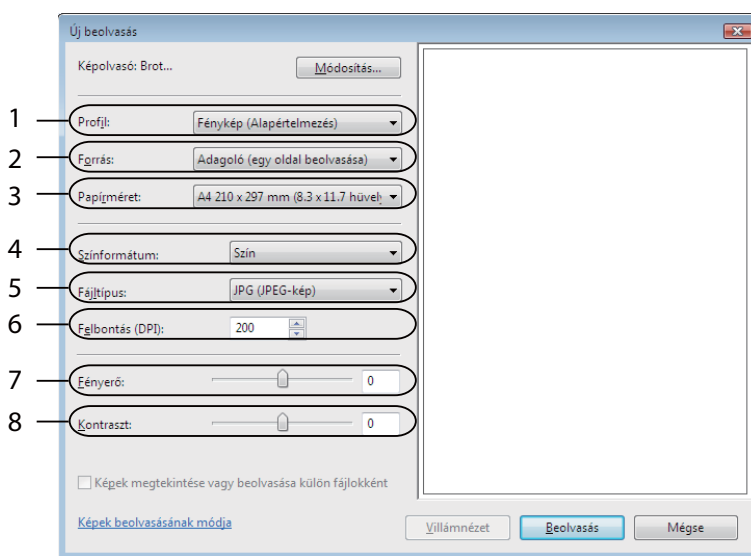 Új beolvasás
Képolvasó: Brot... Módosítás...
1 Profil: Fénykép (Alapértelmezés)
2 Forrás: Adagoló (egy oldal beolvasása)
3 Papírméret: A4 210 x 297 mm (8.3 x 11.7 hüvely
4 Színformátum: Szín
5 Fájltípus: JPG (JPEG-kép)
6 Felbontás (DPI): 200
7 Fényerő: 0
8 Kontraszt: 0
Képek megtekintése vagy beolvasása külön fájlokként
Képek beolvasásának módja Villámnézet Beolvasás Mégse